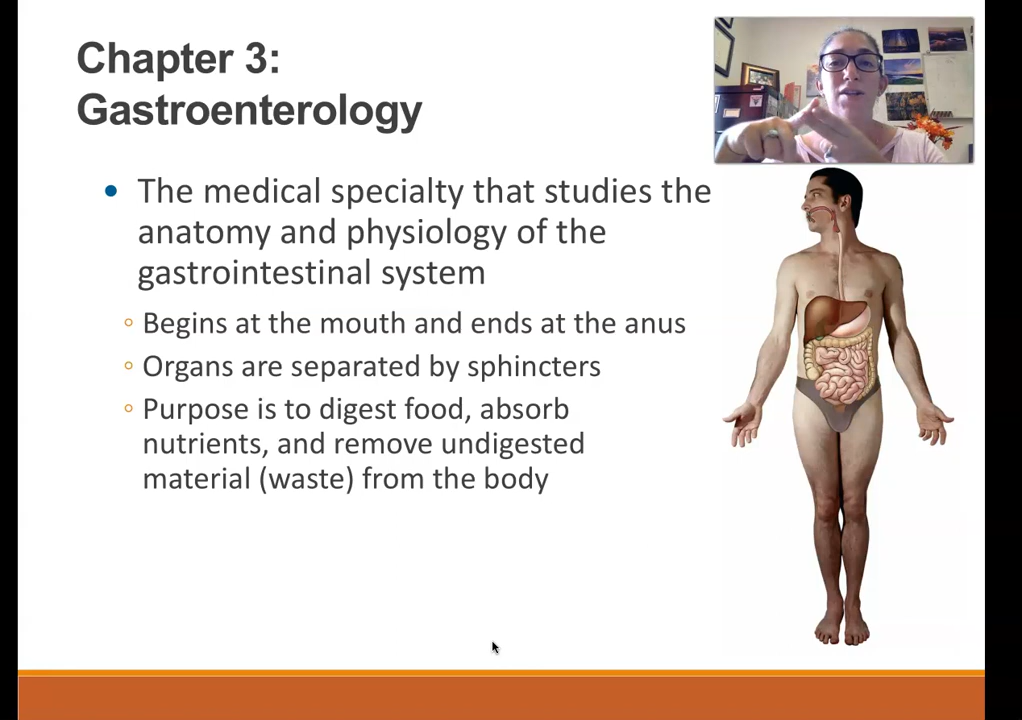 Chapter 3:
Gastroenterology
• The medical specialty that studies the
anatomy and physiology of the
gastrointestinal system
◦ Begins at the mouth and ends at the anus
◦ Organs are separated by sphincters
◦ Purpose is to digest food, absorb
nutrients, and remove undigested
material (waste) from the body